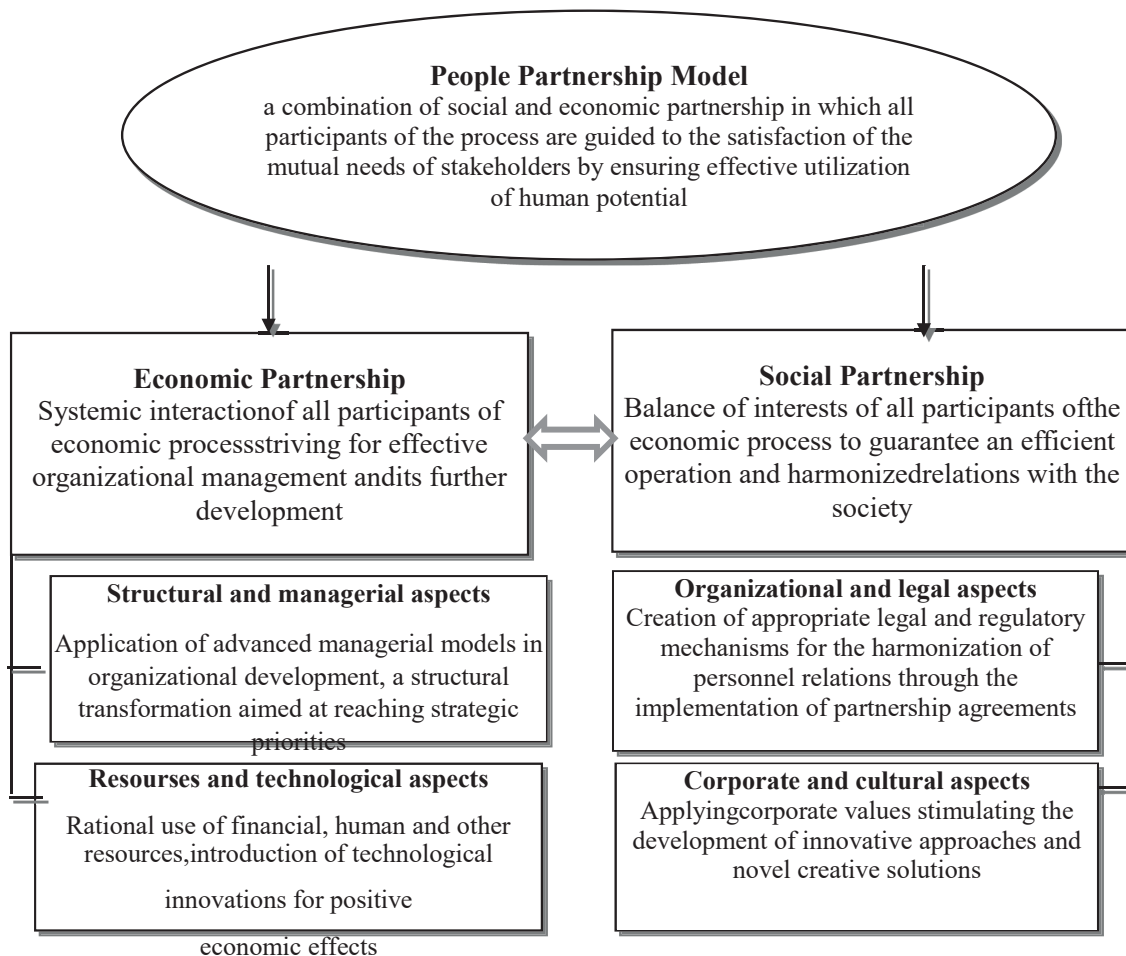 People Partnership Model
a combination of social and economic partnership in which all
participants of the process are guided to the satisfaction of the
mutual needs of stakeholders by ensuring effective utilization
of human potential
Economic Partnership
Systemic interactionof all participants of
economic processstriving for effective
organizational management andits further
development
Social Partnership
Balance of interests of all participants ofthe
economic process to guarantee an efficient
operation and harmonizedrelations with the
society
Structural and managerial aspects
Application of advanced managerial models in
organizational development, a structural
transformation aimed at reaching strategic
priorities
Organizational and legal aspects
Creation of appropriate legal and regulatory
mechanisms for the harmonization of
personnel relations through the
implementation of partnership agreements
Resourses and technological aspects
Rational use of financial, human and other
resources,introduction of technological
innovations for positive
economic effects
Corporate and cultural aspects
Applyingcorporate values stimulating the
development of innovative approaches and
novel creative solutions